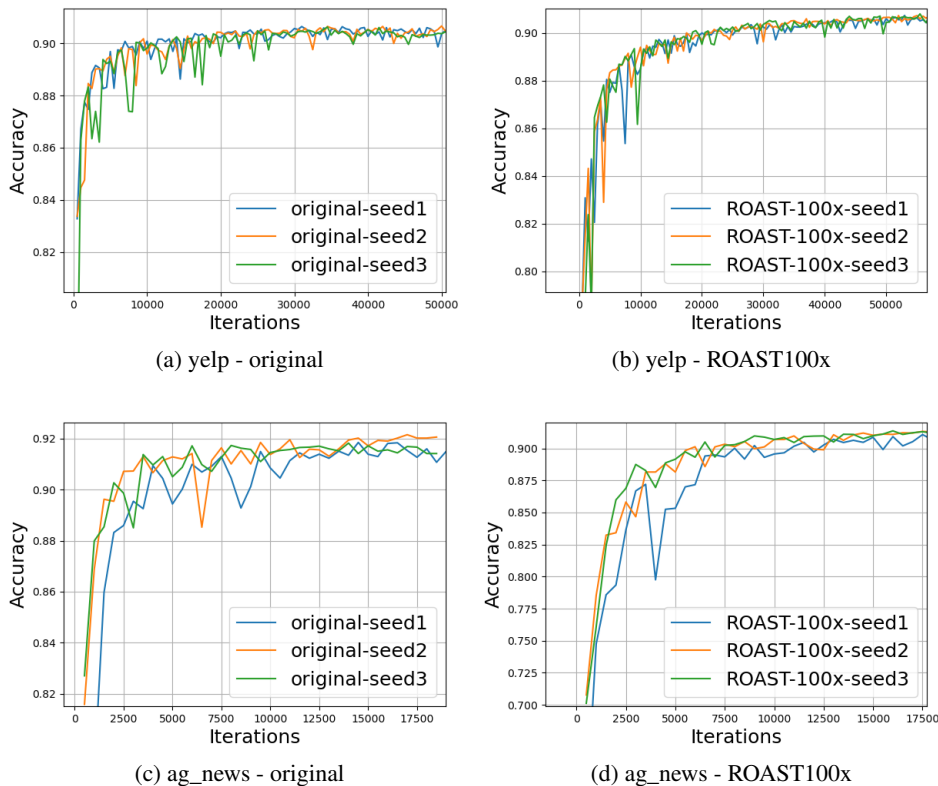 0.90
0.88
0.86
0.84
0.82
Accuracy
original-seed1
original-seed2
original-seed3
0 10000 20000 30000 40000 50000
Iterations
(a) yelp - original
0.90
0.88
0.86
0.84
0.82
0.80
Accuracy
ROAST-100x-seed1
ROAST-100x-seed2
ROAST-100x-seed3
0 10000 20000 30000 40000 50000
Iterations
(b) yelp - ROAST100x
0.92
0.90
0.88
0.86
0.84
0.82
Accuracy
original-seed1
original-seed2
original-seed3
0 2500 5000 7500 10000 12500 15000 17500
Iterations
(c) ag_news - original
0.900
0.875
0.850
0.825
0.800
0.775
0.750
0.725
0.700
Accuracy
ROAST-100x-seed1
ROAST-100x-seed2
ROAST-100x-seed3
0 2500 5000 7500 10000 12500 15000 17500
Iterations
(d) ag_news - ROAST100x